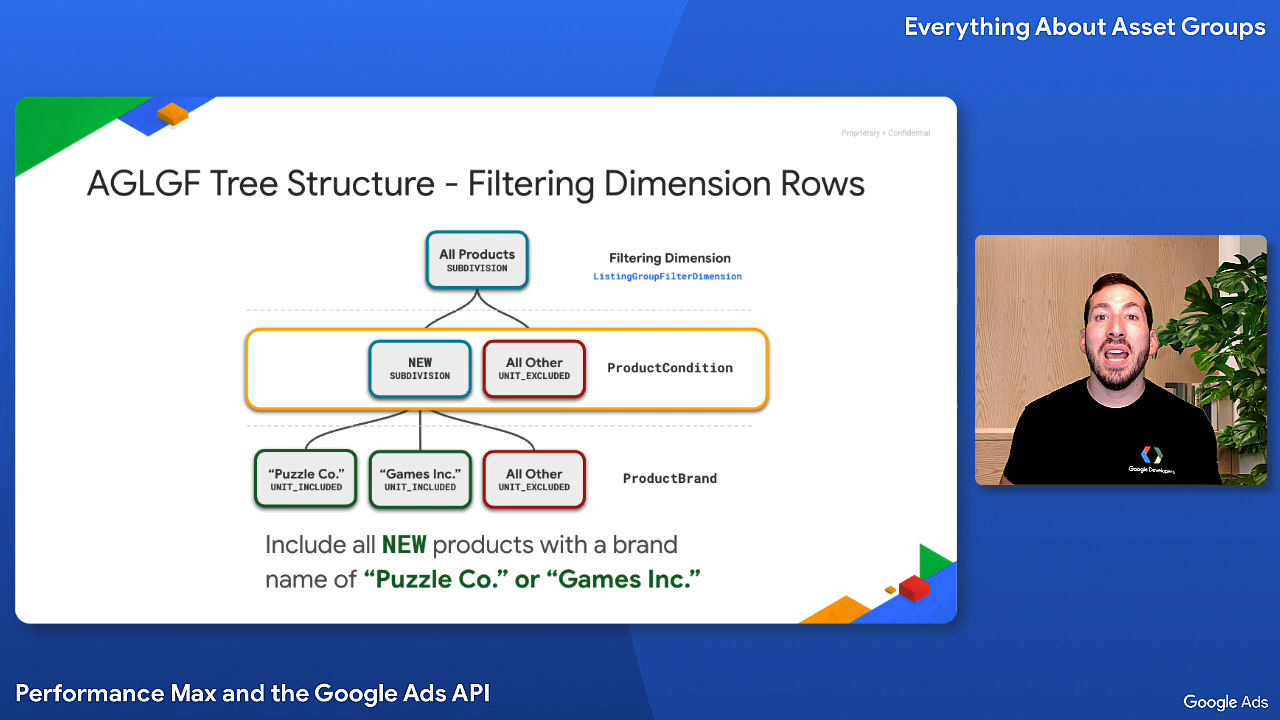 Everything About Asset Groups
Proprietary + Confidential
AGLGF Tree Structure - Filtering Dimension Rows
All Products
SUBDIVISION
Filtering Dimension
ListingGroupFilterDimension
NEW
SUBDIVISION
All Other
UNIT_EXCLUDED
ProductCondition
“Puzzle Co.”
UNIT_INCLUDED
“Games Inc.”
UNIT_INCLUDED
All Other
UNIT_EXCLUDED
ProductBrand
Include all NEW products with a brand
name of “Puzzle Co.” or “Games Inc.”
Google Developers
Performance Max and the Google Ads API
Google Ads